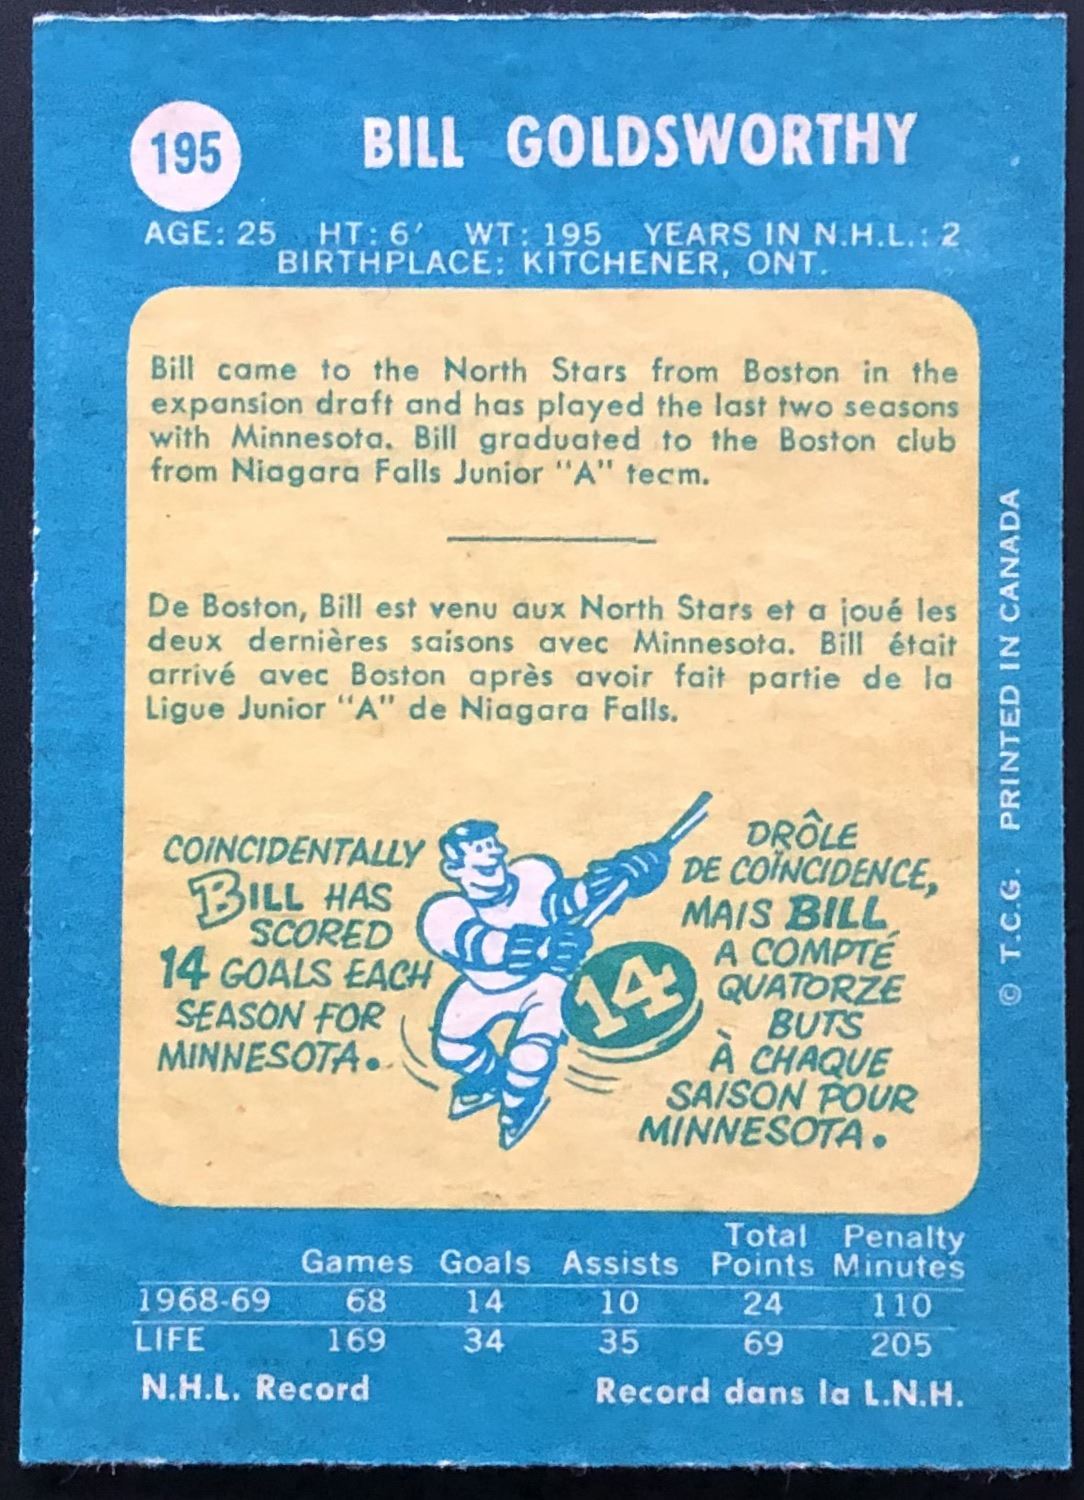 195
BILL GOLDSWORTHY
AGE: 25 HT: 6' WT: 195 YEARS IN N.H.L.: 2
BIRTHPLACE: KITCHENER, ONT.
Bill came to the North Stars from Boston in the
expansion draft and has played the last two seasons
with Minnesota. Bill graduated to the Boston club
from Niagara Falls Junior "A" team.
De Boston, Bill est venu aux North Stars et a joué les
deux dernières saisons avec Minnesota. Bill était
arrivé avec Boston après avoir fait partie de la
Ligue Junior "A" de Niagara Falls.
COINCIDENTALLY
BILL HAS
SCORED
14 GOALS EACH
SEASON FOR
MINNESOTA.
14
DRÔLE
DE COÏNCIDENCE,
MAIS BILL
A COMPTÉ
QUATORZE
BUTS
À CHAQUE
SAISON POUR
MINNESOTA.
Games Goals Assists Total Points Penalty Minutes
1968-69 68 14 10 24 110
LIFE 169 34 35 69 205
N.H.L. Record Record dans la L.N.H.
© T.C.G. PRINTED IN CANADA